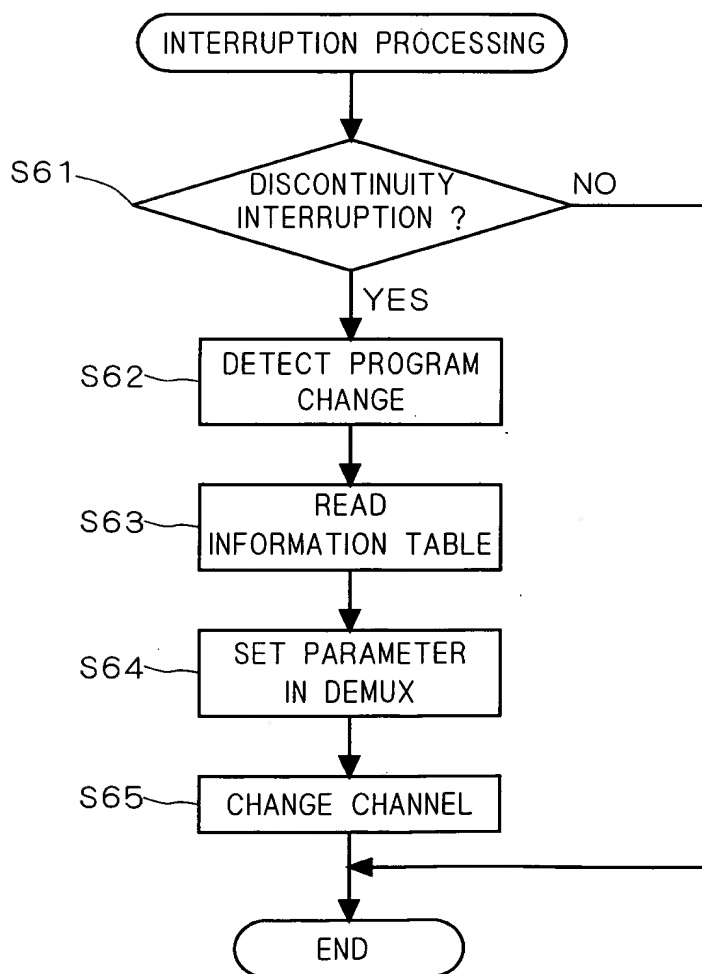 INTERRUPTION PROCESSING
S61
DISCONTINUITY
INTERRUPTION ?
NO
YES
S62
DETECT PROGRAM
CHANGE
S63
READ
INFORMATION TABLE
S64
SET PARAMETER
IN DEMUX
S65
CHANGE CHANNEL
END